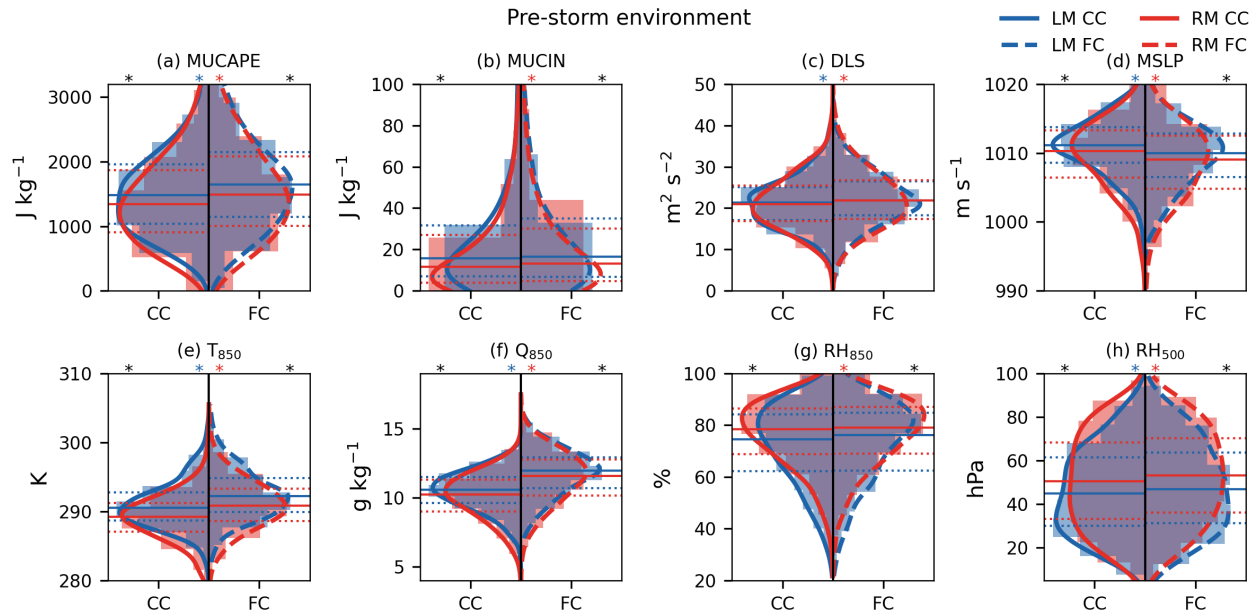 Pre-storm environment
LM CC
RM CC
LM FC
RM FC
(a) MUCAPE
(b) MUCIN
(c) DLS
(d) MSLP
* * * *
* * *
* * *
* * * *
J kg⁻¹
3000
2000
1000
0
CC
FC
J kg⁻¹
100
80
60
40
20
0
CC
FC
m² s⁻²
50
40
30
20
10
0
CC
FC
m s⁻¹
1020
1010
1000
990
CC
FC
(e) T₈₅₀
(f) Q₈₅₀
(g) RH₈₅₀
(h) RH₅₀₀
* * * *
* * * *
* * *
* * * *
K
310
300
290
280
CC
FC
g kg⁻¹
15
10
5
CC
FC
%
100
80
60
40
20
CC
FC
hPa
100
80
60
40
20
CC
FC